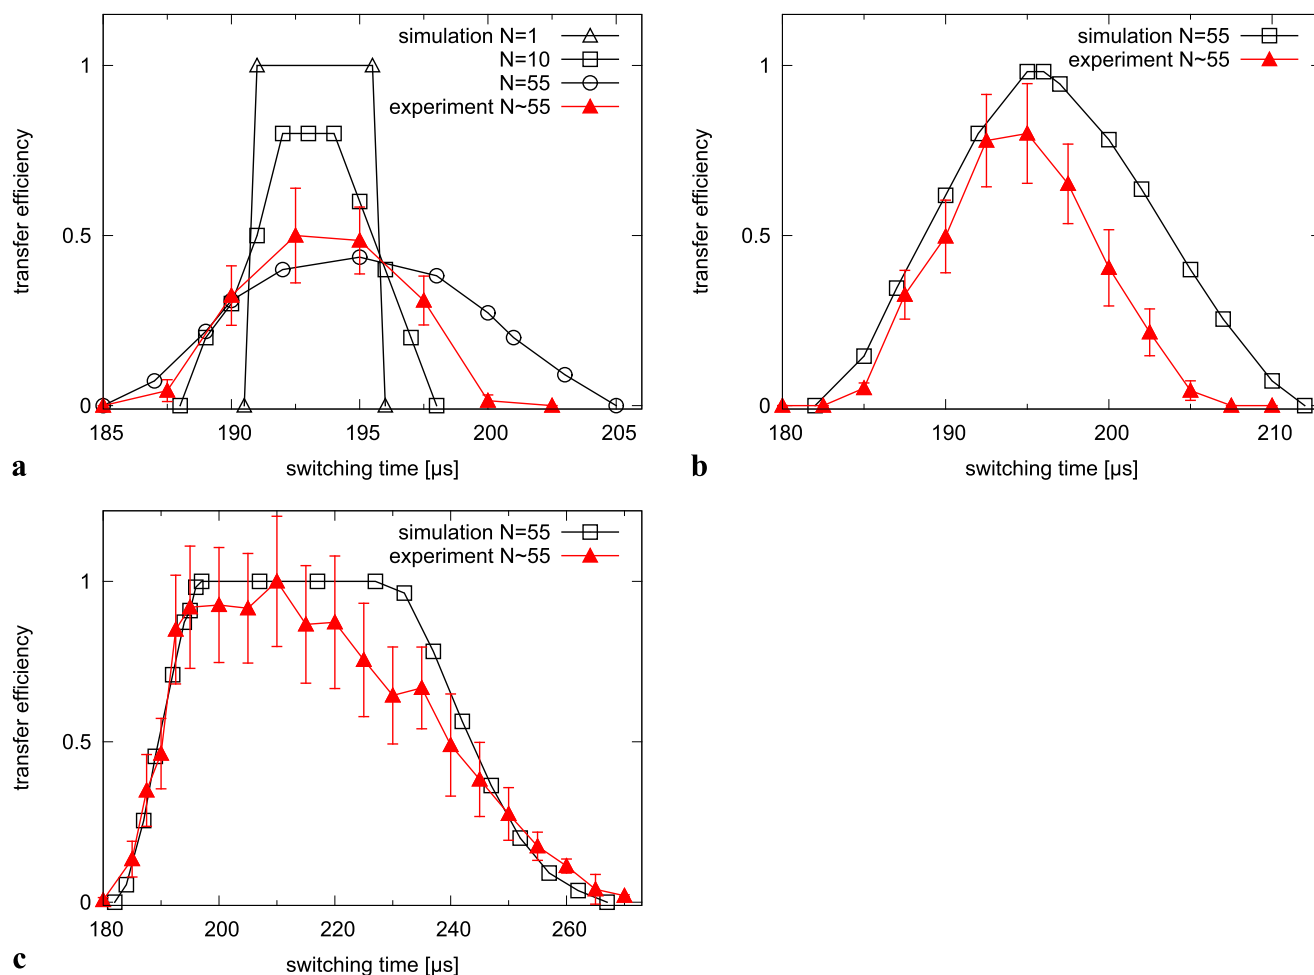 simulation N=1
N=10
N=55
experiment N~55
transfer efficiency
1
0.5
0
185
190
195
200
205
switching time [µs]
a
simulation N=55
experiment N~55
transfer efficiency
1
0.5
0
180
190
200
210
switching time [µs]
b
simulation N=55
experiment N~55
transfer efficiency
1
0.5
0
180
200
220
240
260
switching time [µs]
c